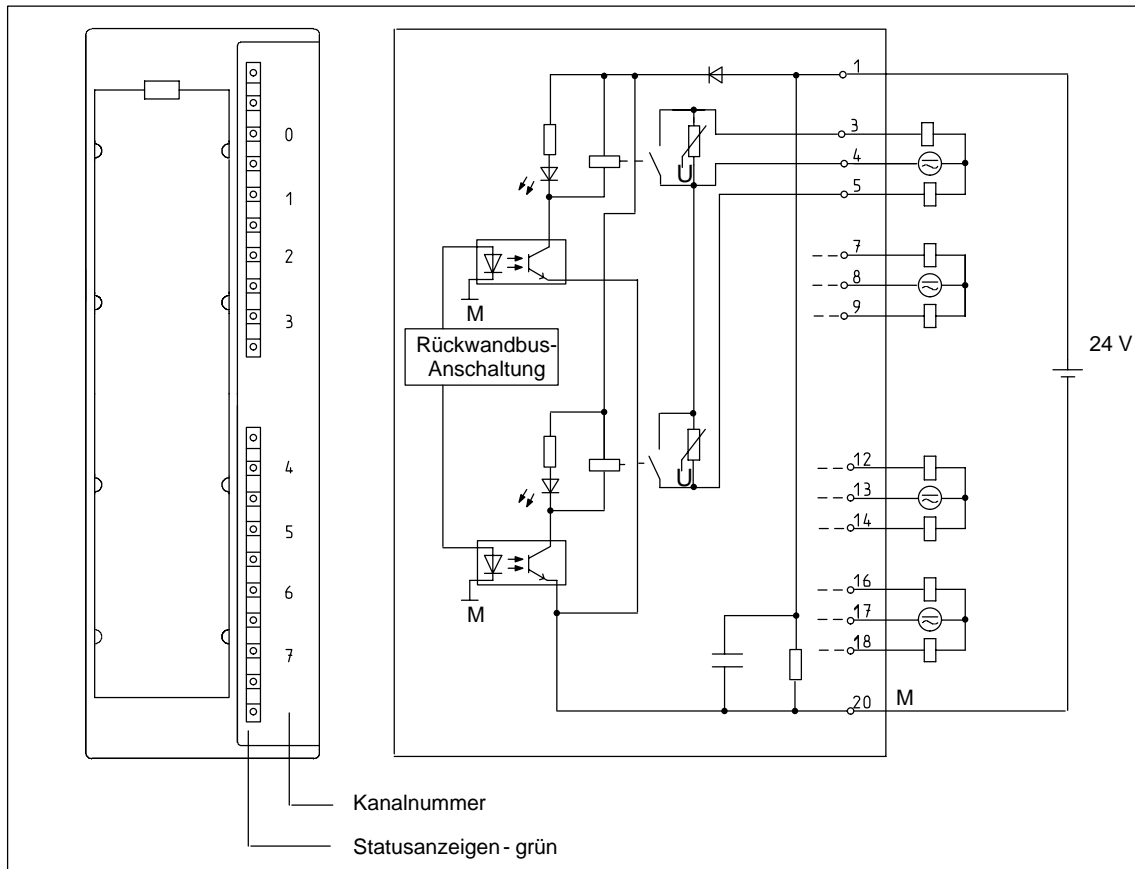 0
1
2
3
4
5
6
7
Kanalnummer
Statusanzeigen - grün
Rückwandbus-
Anschaltung
M
M
U
U
1
3
4
5
7
8
9
12
13
14
16
17
18
20
M
24 V